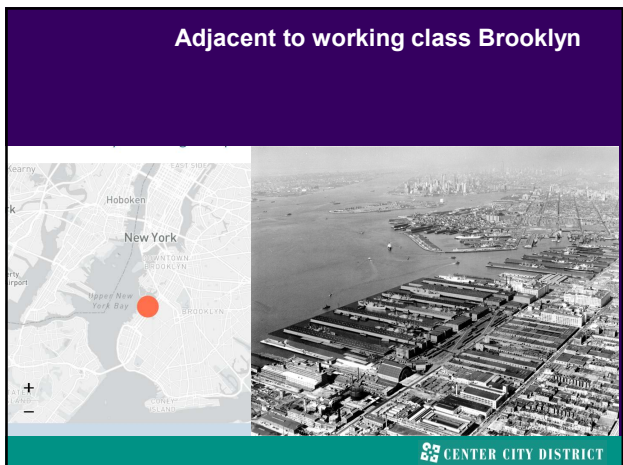 Adjacent to working class Brooklyn
Kearny
EAST SIDE
Hoboken
New York
DOWNTOWN
BROOKLYN
Upper New
York Bay
BROOKLYN
ISLAND
+
−
CENTER CITY DISTRICT